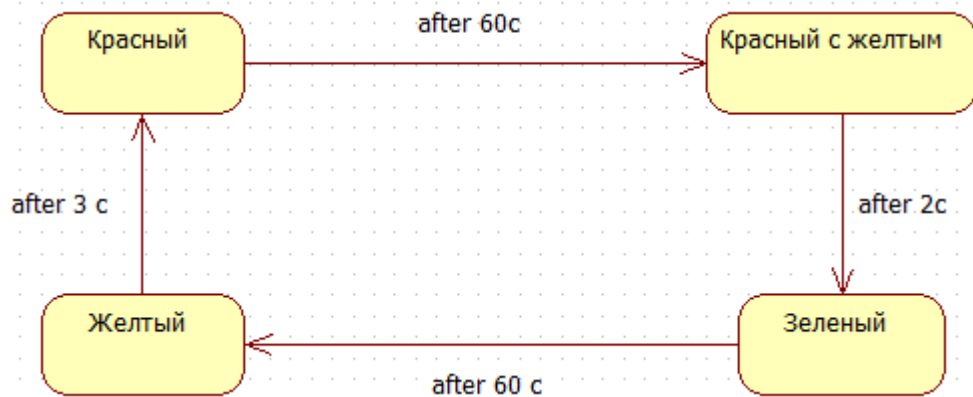 after 60с
Красный
Красный с желтым
after 3 с
after 2с
Желтый
Зеленый
after 60 с